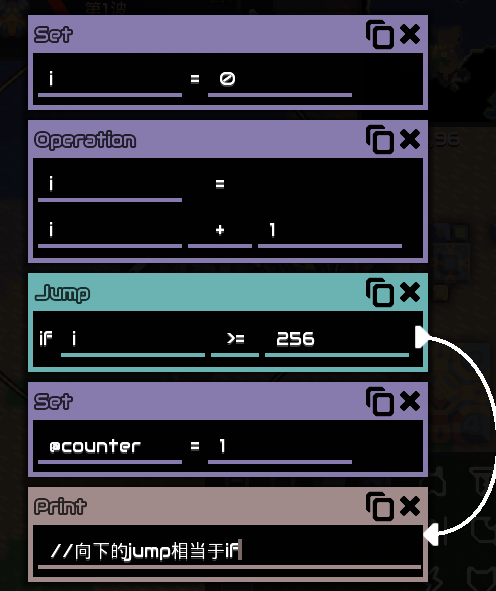 第1波
Set
i = 0
Operation
i =
i + 1
Jump
if i >= 256
Set
@counter = 1
Print
//向下的jump相当于if